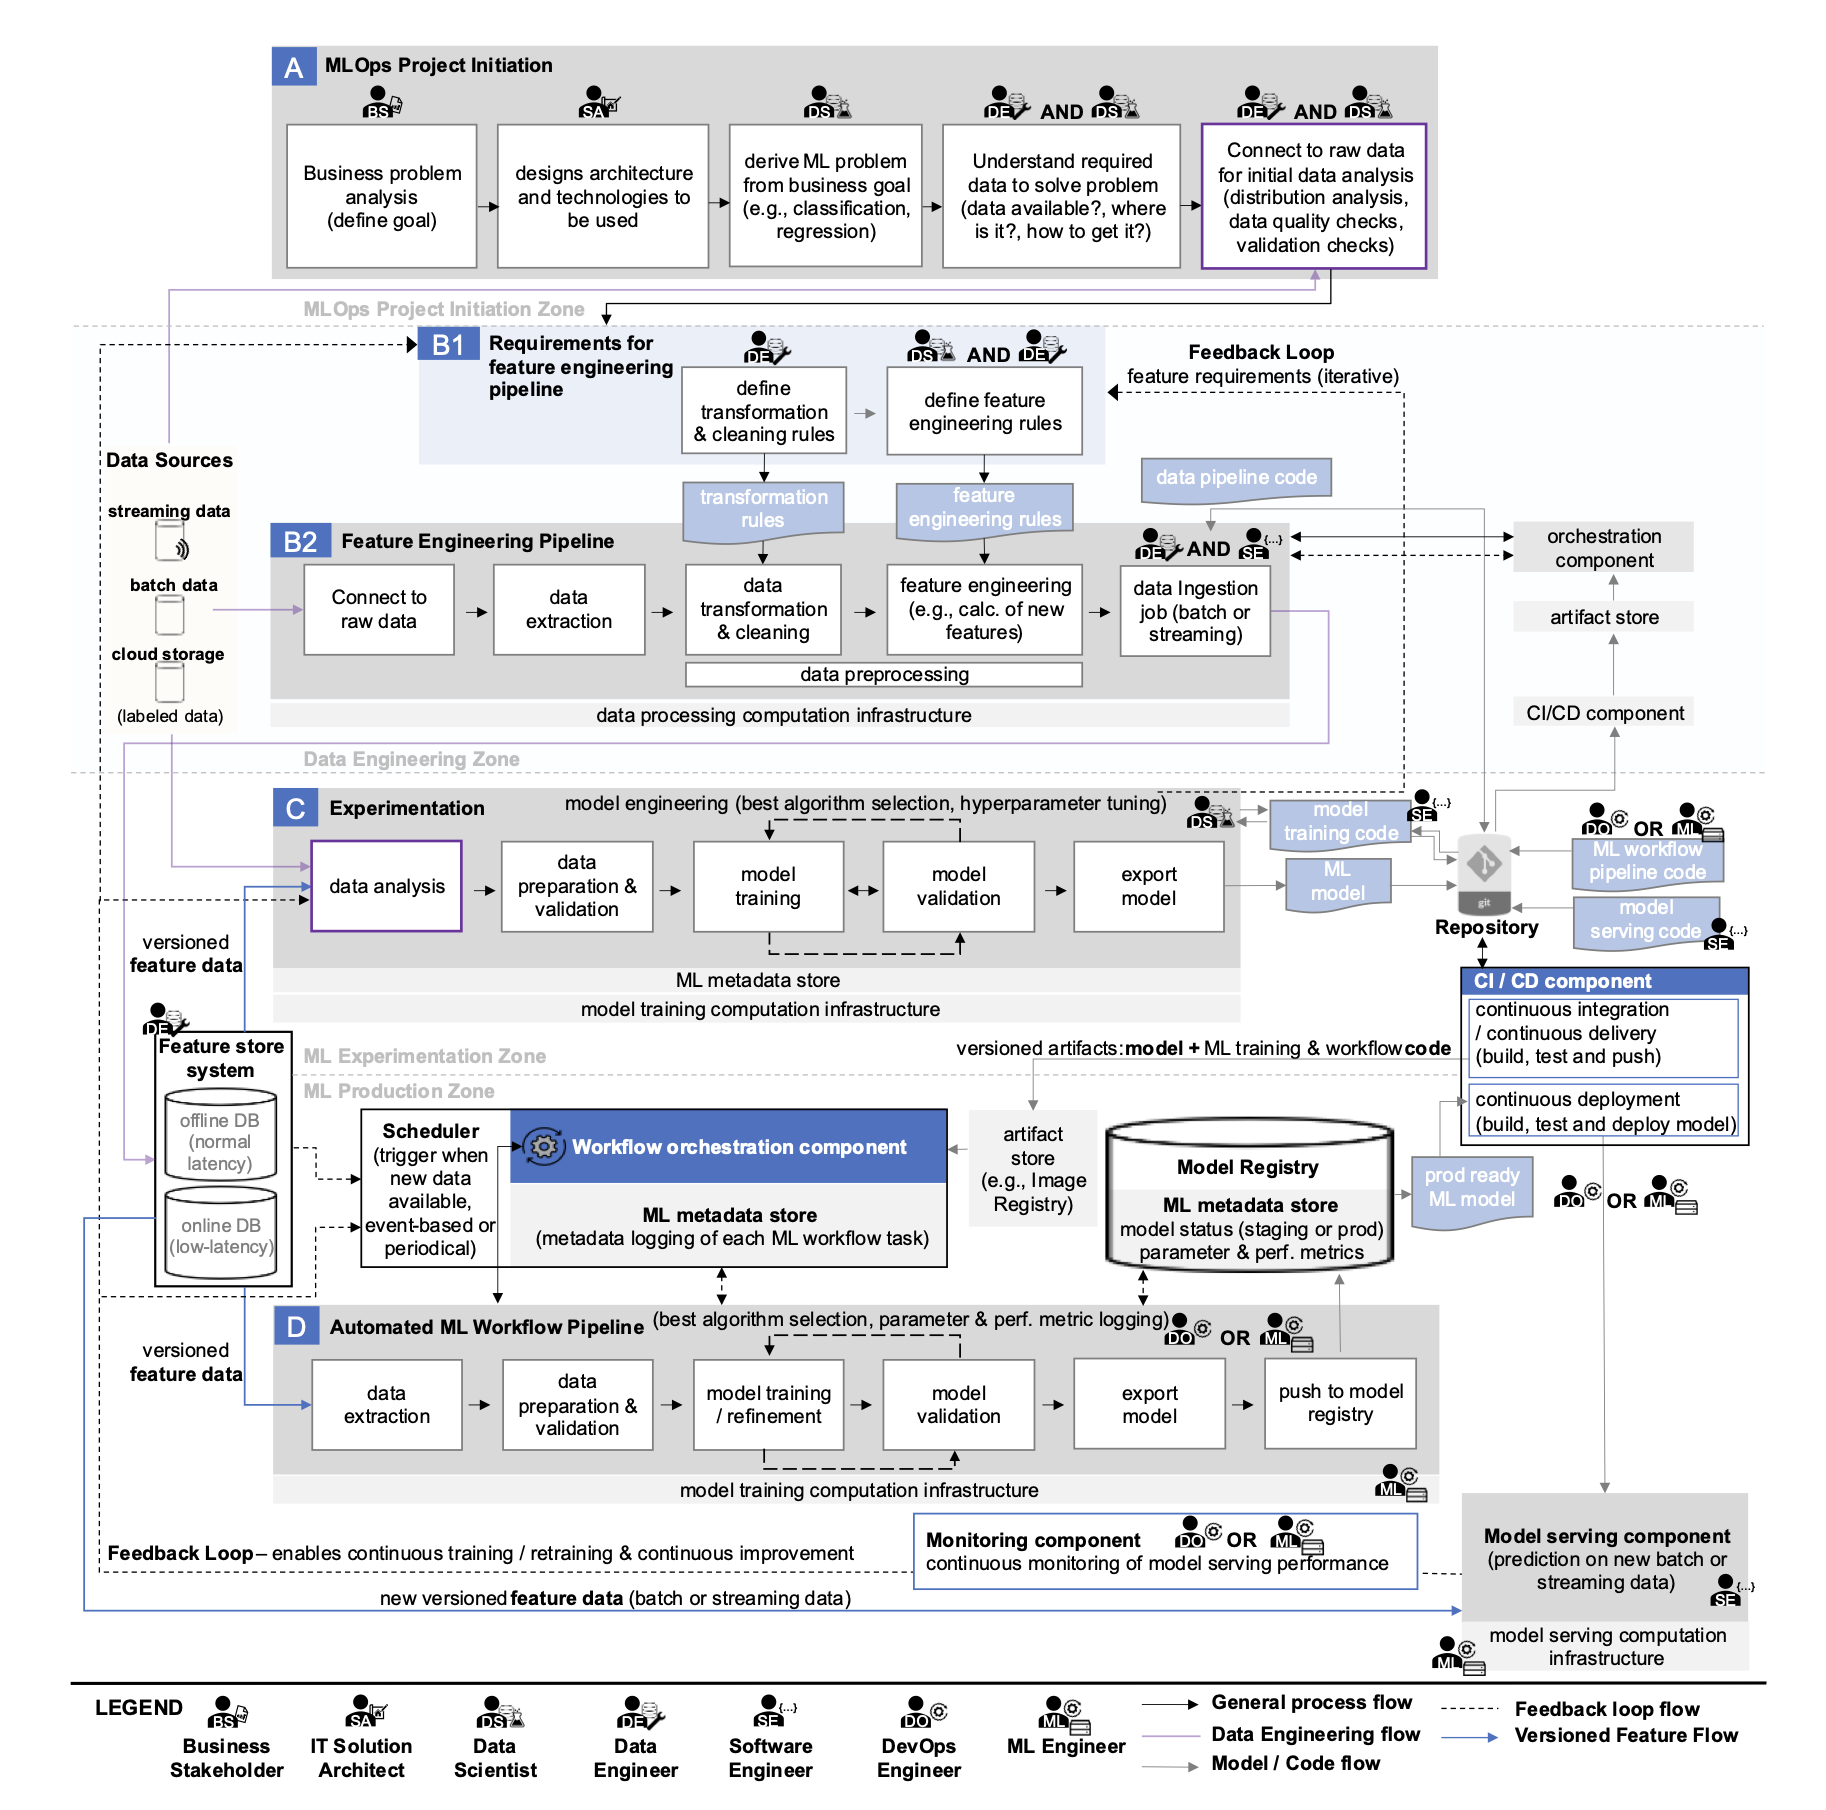 A
MLOps Project Initiation
BS
SA
DS
DE
AND
DS
DE
AND
DS
Business problem
analysis
(define goal)
designs architecture
and technologies to
be used
derive ML problem
from business goal
(e.g., classification,
regression)
Understand required
data to solve problem
(data available?, where
is it?, how to get it?)
Connect to raw data
for initial data analysis
(distribution analysis,
data quality checks,
validation checks)
MLOps Project Initiation Zone
B1
Requirements for
feature engineering
pipeline
DE
DS
AND
DE
define
transformation
& cleaning rules
define feature
engineering rules
Feedback Loop
feature requirements (iterative)
Data Sources
streaming data
batch data
cloud storage
(labeled data)
transformation
rules
feature
engineering rules
data pipeline code
B2
Feature Engineering Pipeline
DE
AND
SE
{...}
Connect to
raw data
data
extraction
data
transformation
& cleaning
feature engineering
(e.g., calc. of new
features)
data Ingestion
job (batch or
streaming)
data preprocessing
data processing computation infrastructure
orchestration
component
artifact store
CI/CD component
Data Engineering Zone
C
Experimentation
model engineering (best algorithm selection, hyperparameter tuning)
DS
data analysis
data
preparation &
validation
model
training
model
validation
export
model
ML metadata store
model training computation infrastructure
model
training code
SE
{...}
ML
model
git
Repository
DO
OR
ML
ML workflow
pipeline code
model
serving code
SE
{...}
versioned
feature data
DE
Feature store
system
offline DB
(normal
latency)
online DB
(low-latency)
CI / CD component
continuous integration
/ continuous delivery
(build, test and push)
continuous deployment
(build, test and deploy model)
ML Experimentation Zone
versioned artifacts: model + ML training & workflow code
ML Production Zone
Scheduler
(trigger when
new data
available,
event-based or
periodical)
Workflow orchestration component
ML metadata store
(metadata logging of each ML workflow task)
artifact
store
(e.g., Image
Registry)
Model Registry
ML metadata store
model status (staging or prod)
parameter & perf. metrics
prod ready
ML model
DO
OR
ML
D
Automated ML Workflow Pipeline
(best algorithm selection, parameter & perf. metric logging)
DO
OR
ML
versioned
feature data
data
extraction
data
preparation &
validation
model training
/ refinement
model
validation
export
model
push to model
registry
model training computation infrastructure
ML
Monitoring component
DO
OR
ML
continuous monitoring of model serving performance
Feedback Loop – enables continuous training / retraining & continuous improvement
new versioned feature data (batch or streaming data)
Model serving component
(prediction on new batch or
streaming data)
SE
{...}
model serving computation
infrastructure
ML
LEGEND
BS
Business
Stakeholder
SA
IT Solution
Architect
DS
Data
Scientist
DE
Data
Engineer
SE
{...}
Software
Engineer
DO
DevOps
Engineer
ML
ML Engineer
General process flow
Data Engineering flow
Model / Code flow
Feedback loop flow
Versioned Feature Flow